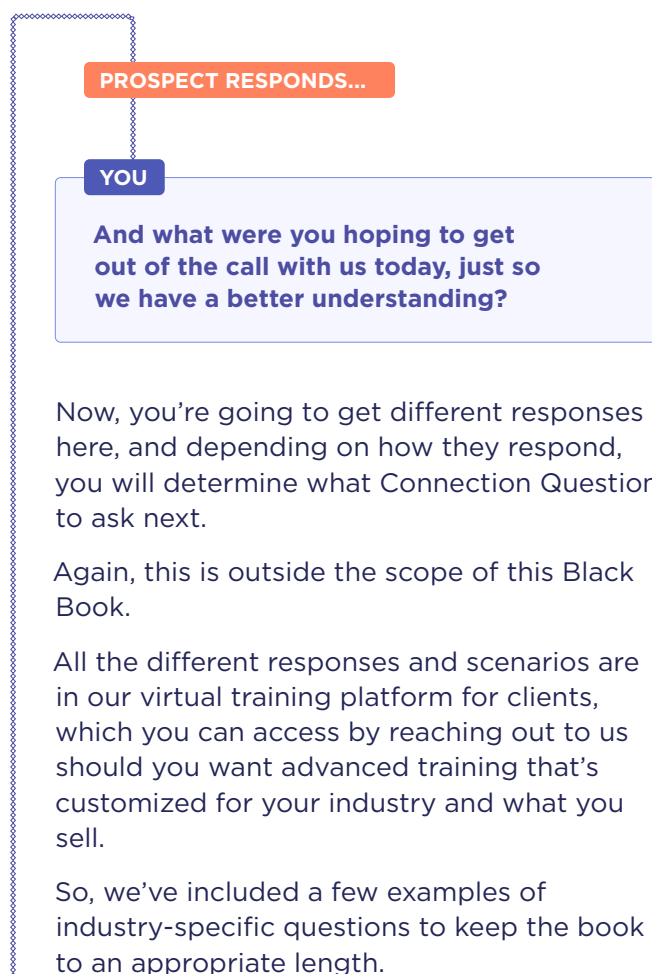 PROSPECT RESPONDS...
YOU
And what were you hoping to get
out of the call with us today, just so
we have a better understanding?
Now, you’re going to get different responses
here, and depending on how they respond,
you will determine what Connection Question
to ask next.
Again, this is outside the scope of this Black
Book.
All the different responses and scenarios are
in our virtual training platform for clients,
which you can access by reaching out to us
should you want advanced training that’s
customized for your industry and what you
sell.
So, we’ve included a few examples of
industry-specific questions to keep the book
to an appropriate length.